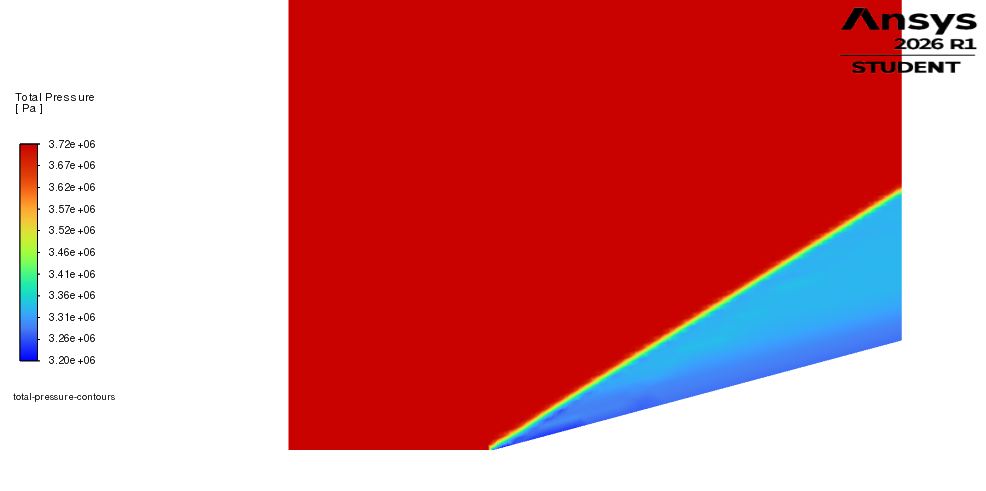 Ansys
2026 R1
STUDENT
Total Pressure
[ Pa ]
3.72e+06
3.67e+06
3.62e+06
3.57e+06
3.52e+06
3.46e+06
3.41e+06
3.36e+06
3.31e+06
3.26e+06
3.20e+06
total-pressure-contours